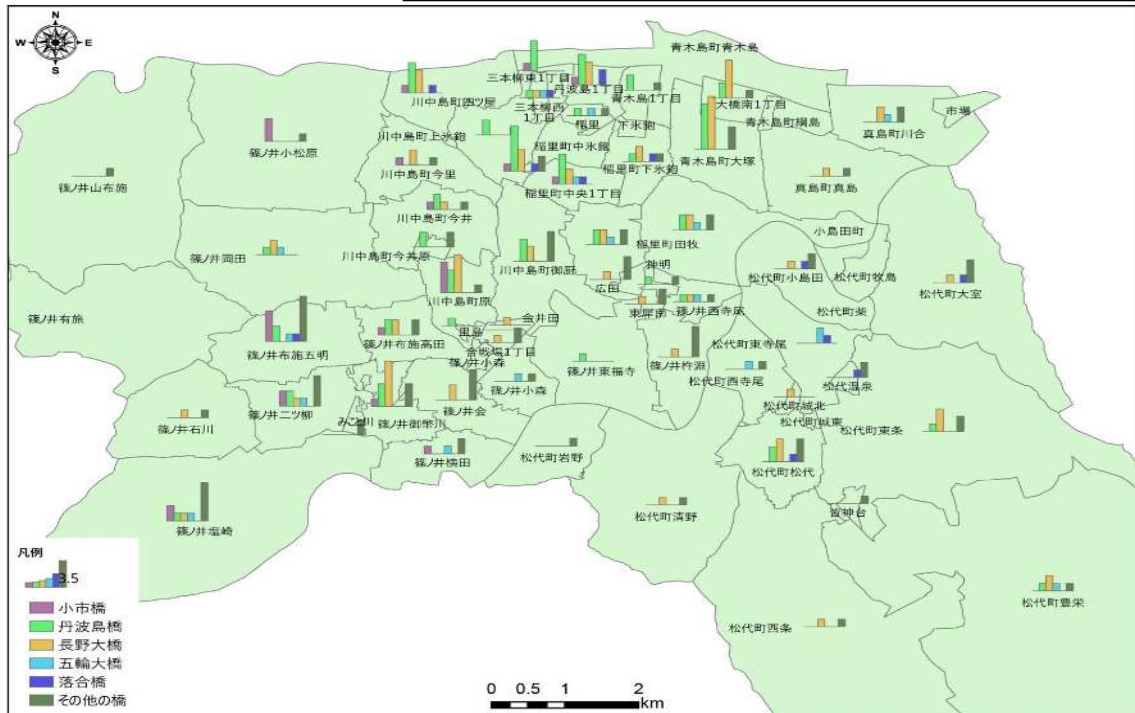 N
W E
S
青木島町青木島
三本柳東1丁目
丹波島1丁目
川中島町四ツ屋
三本柳西
1丁目
青木島1丁目
大橋南1丁目
市場
稲里
下氷鉋
青木島町綱島
真島町川合
川中島町上氷鉋
篠ノ井小松原
稲里町中氷鉋
青木島町大塚
川中島町今里
稲里町下氷鉋
篠ノ井山布施
稲里町中央1丁目
真島町真島
川中島町今井
小島田町
稲里町田牧
篠ノ井岡田
川中島町今井原
川中島町御厨
神明
松代町小島田
松代町牧島
松代町大室
川中島町原
広田
篠ノ井有旅
東屏南
篠ノ井西寺尾
松代町柴
金井田
篠ノ井布施五明
篠ノ井布施高田
里島
合戦場1丁目
松代町東寺尾
篠ノ井小森
篠ノ井東福寺
篠ノ井杵淵
松代町西寺尾
松代温泉
篠ノ井小森
松代町城北
篠ノ井二ツ柳
篠ノ井会
篠ノ井石川
みこと川
篠ノ井御幣川
松代町城東
松代町東条
篠ノ井横田
松代町岩野
松代町松代
皆神台
篠ノ井塩崎
松代町清野
凡例
3.5
小市橋
丹波島橋
長野大橋
五輪大橋
落合橋
その他の橋
松代町豊栄
松代町西条
0 0.5 1 2
km